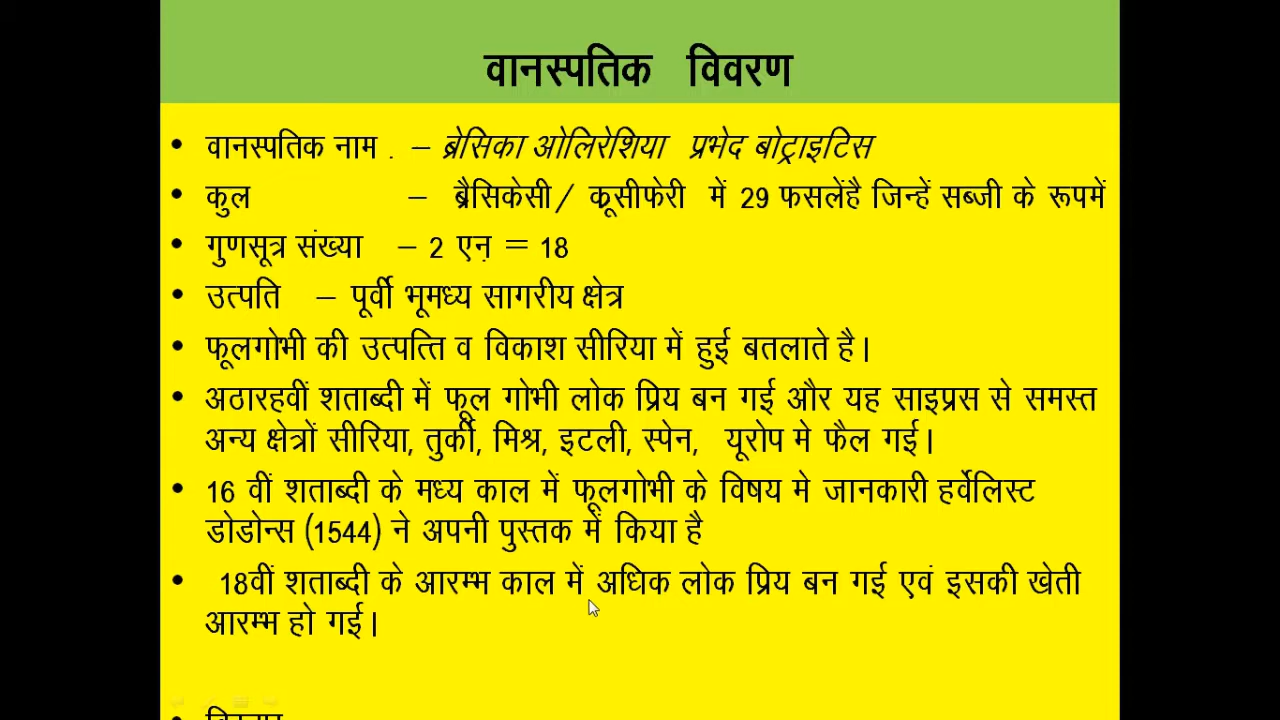 वानस्पतिक विवरण
• वानस्पतिक नाम . – ब्रेसिका ओलिरेशिया प्रभेद बोट्राइटिस
• कुल – ब्रैसिकेसी/ क्रूसीफेरी में 29 फसलेंहै जिन्हें सब्जी के रूपमें
• गुणसूत्र संख्या – 2 एन = 18
• उत्पति – पूर्वी भूमध्य सागरीय क्षेत्र
• फूलगोभी की उत्पत्ति व विकाश सीरिया में हुई बतलाते है।
• अठारहवीं शताब्दी में फूल गोभी लोक प्रिय बन गई और यह साइप्रस से समस्त
अन्य क्षेत्रों सीरिया, तुर्की, मिश्र, इटली, स्पेन, यूरोप मे फैल गई।
• 16 वीं शताब्दी के मध्य काल में फूलगोभी के विषय मे जानकारी हर्वेलिस्ट
डोडोन्स (1544) ने अपनी पुस्तक में किया है
• 18वीं शताब्दी के आरम्भ काल में अधिक लोक प्रिय बन गई एवं इसकी खेती
आरम्भ हो गई।